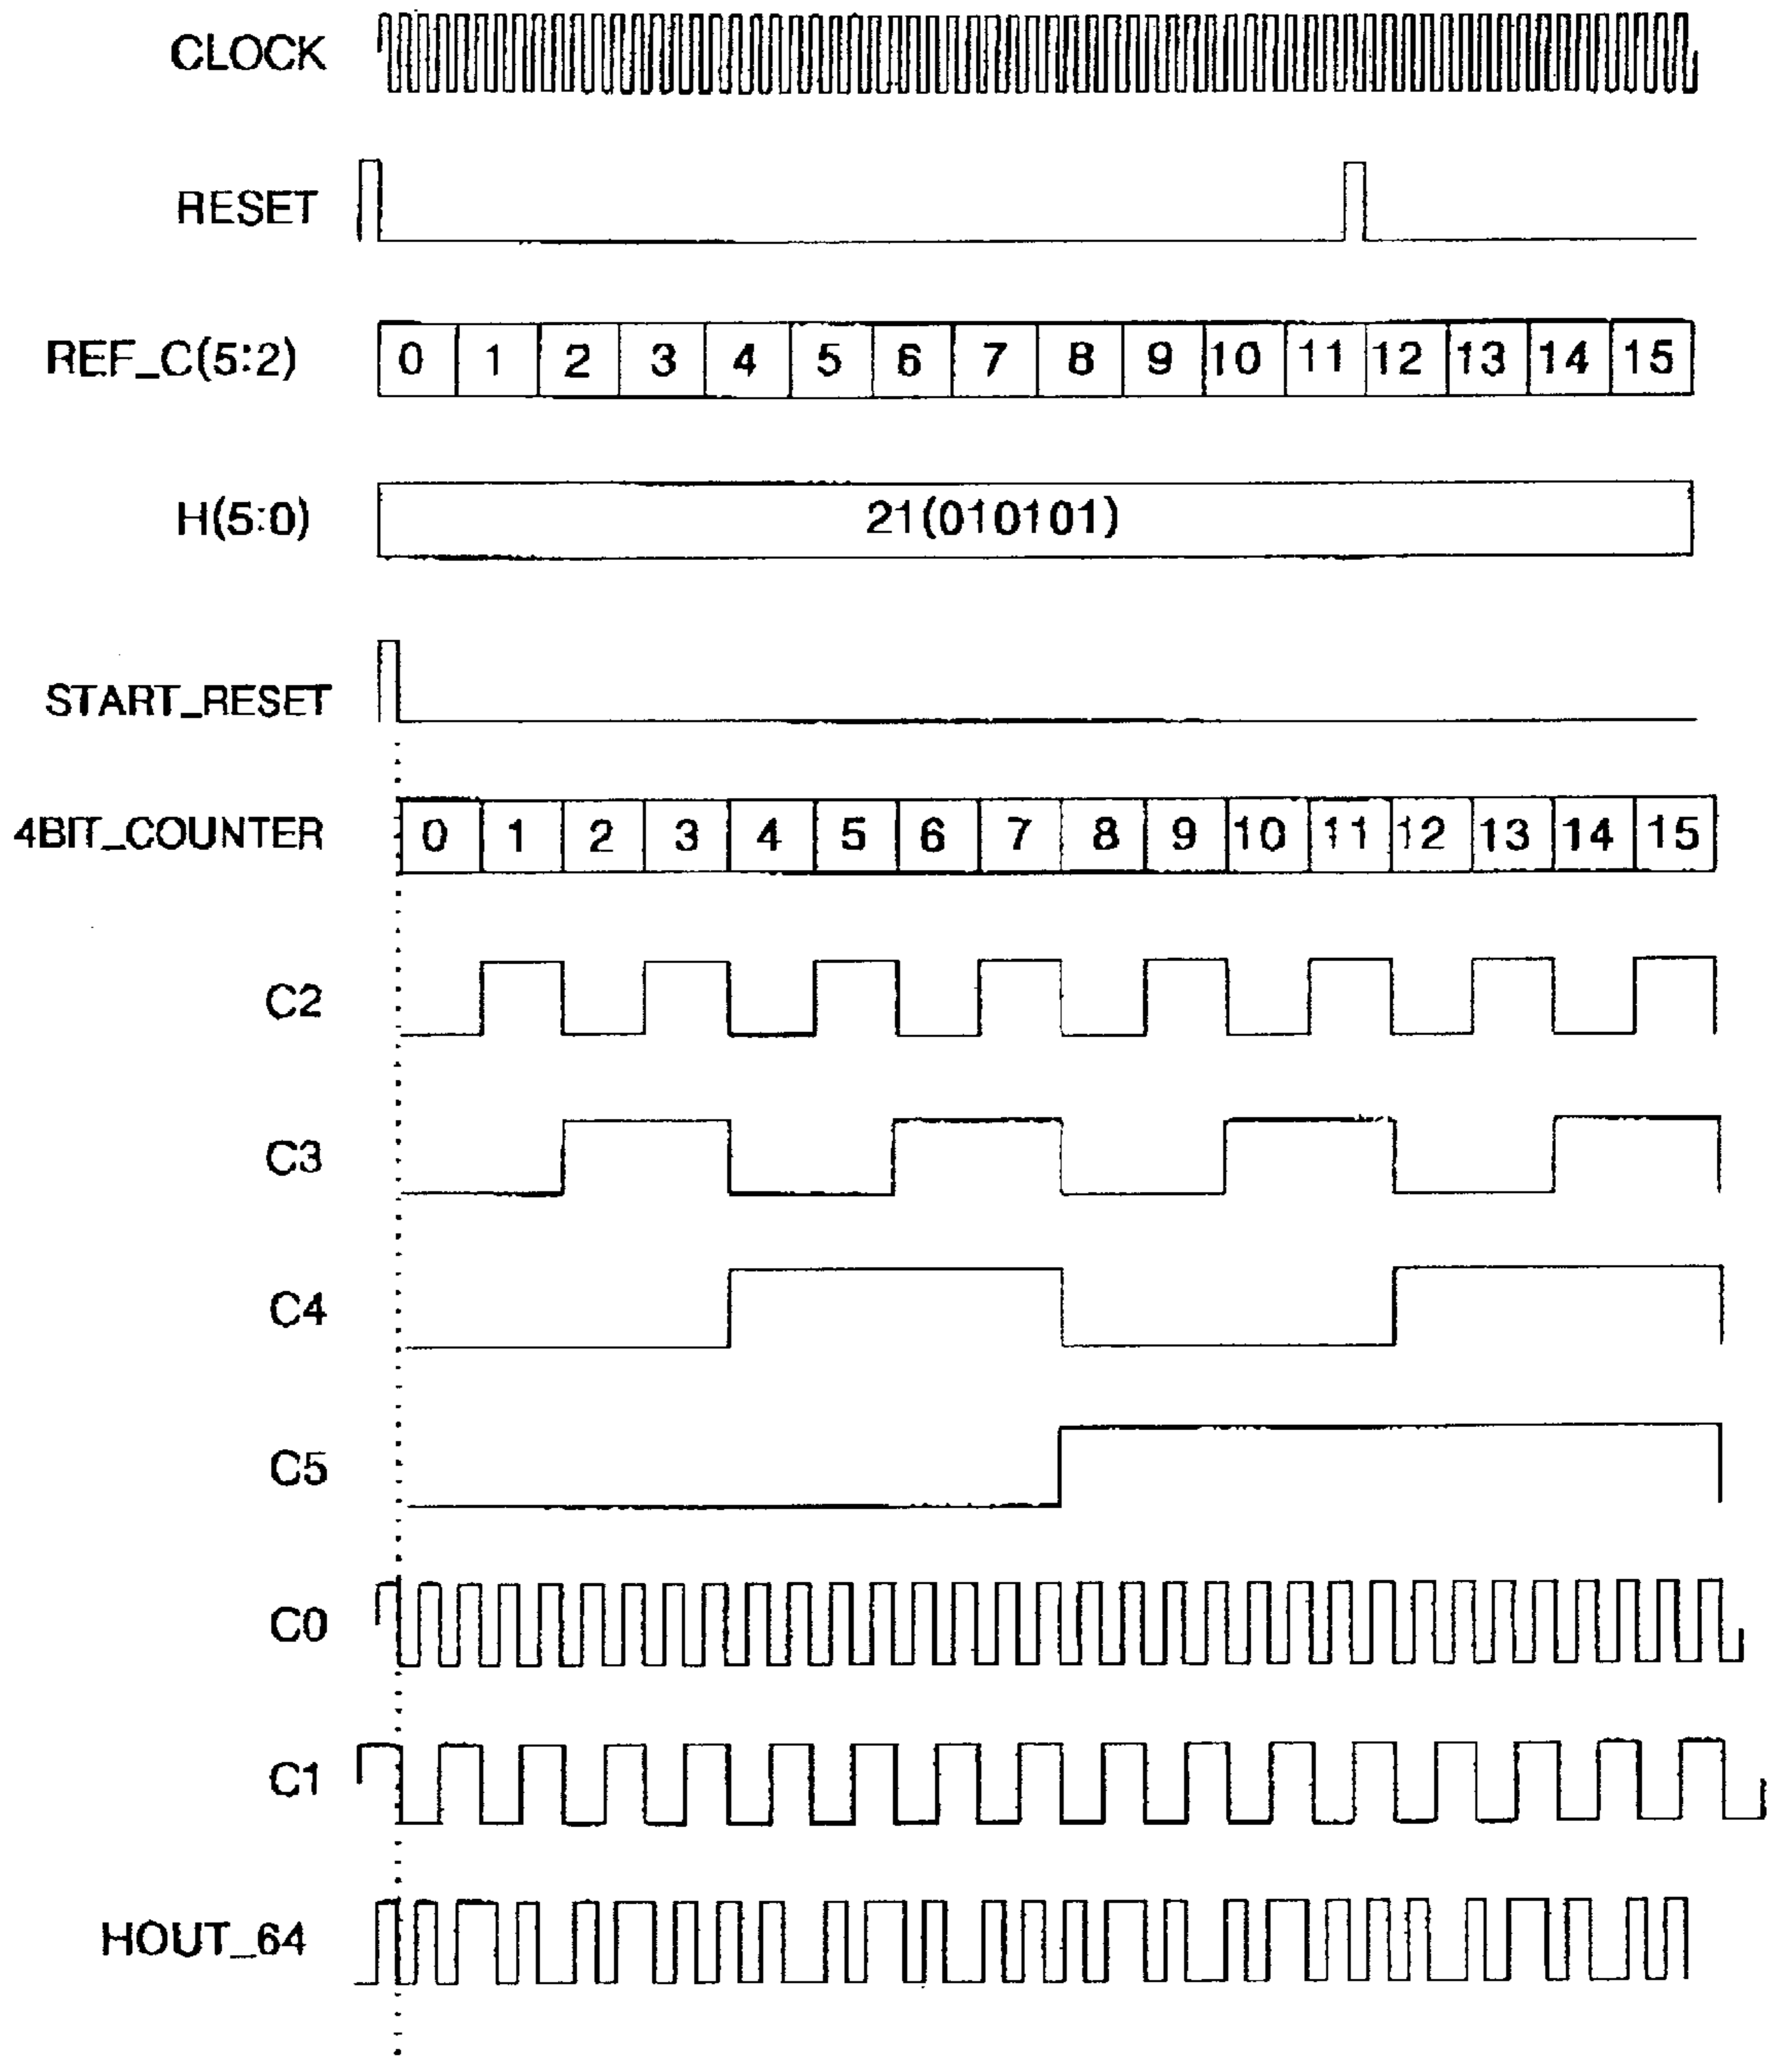 CLOCK
RESET
REF_C(5:2) 0 1 2 3 4 5 6 7 8 9 10 11 12 13 14 15
H(5:0) 21(010101)
START_RESET
4BIT_COUNTER 0 1 2 3 4 5 6 7 8 9 10 11 12 13 14 15
C2
C3
C4
C5
C0
C1
HOUT_64